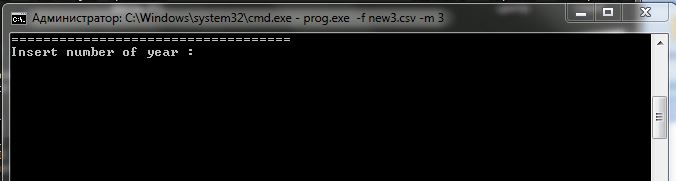 Администратор: C:\Windows\system32\cmd.exe - prog.exe  -f new3.csv -m 3
===================================
Insert number of year :